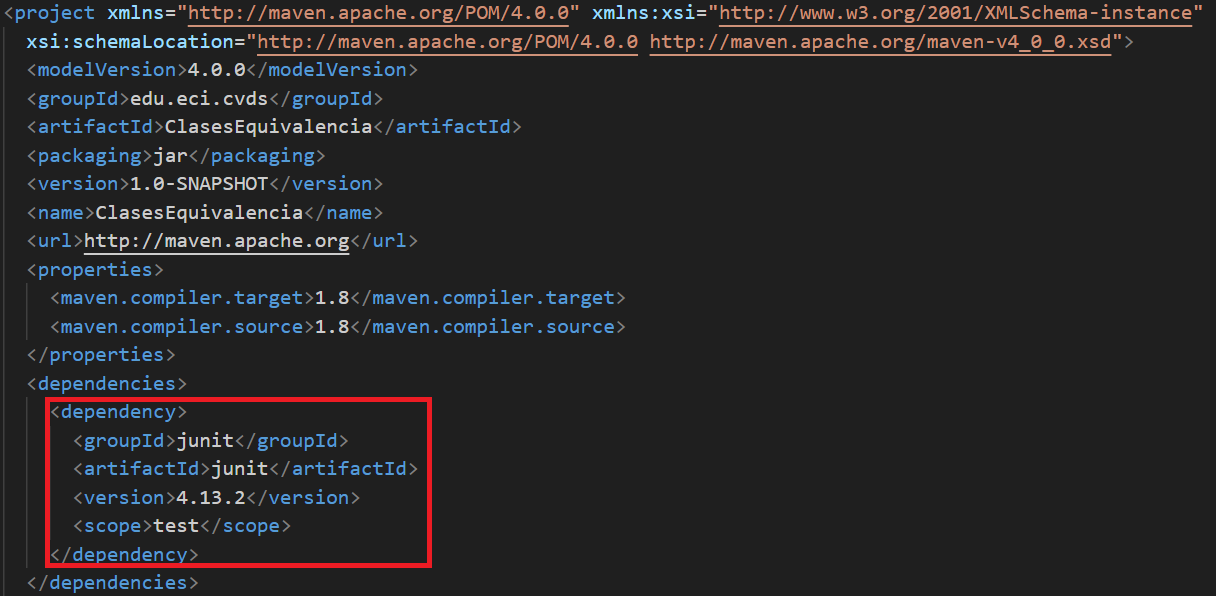 <project xmlns="http://maven.apache.org/POM/4.0.0" xmlns:xsi="http://www.w3.org/2001/XMLSchema-instance"
xsi:schemaLocation="http://maven.apache.org/POM/4.0.0 http://maven.apache.org/maven-v4_0_0.xsd">
<modelVersion>4.0.0</modelVersion>
<groupId>edu.eci.cvds</groupId>
<artifactId>ClasesEquivalencia</artifactId>
<packaging>jar</packaging>
<version>1.0-SNAPSHOT</version>
<name>ClasesEquivalencia</name>
<url>http://maven.apache.org</url>
<properties>
<maven.compiler.target>1.8</maven.compiler.target>
<maven.compiler.source>1.8</maven.compiler.source>
</properties>
<dependencies>
<dependency>
<groupId>junit</groupId>
<artifactId>junit</artifactId>
<version>4.13.2</version>
<scope>test</scope>
</dependency>
</dependencies>